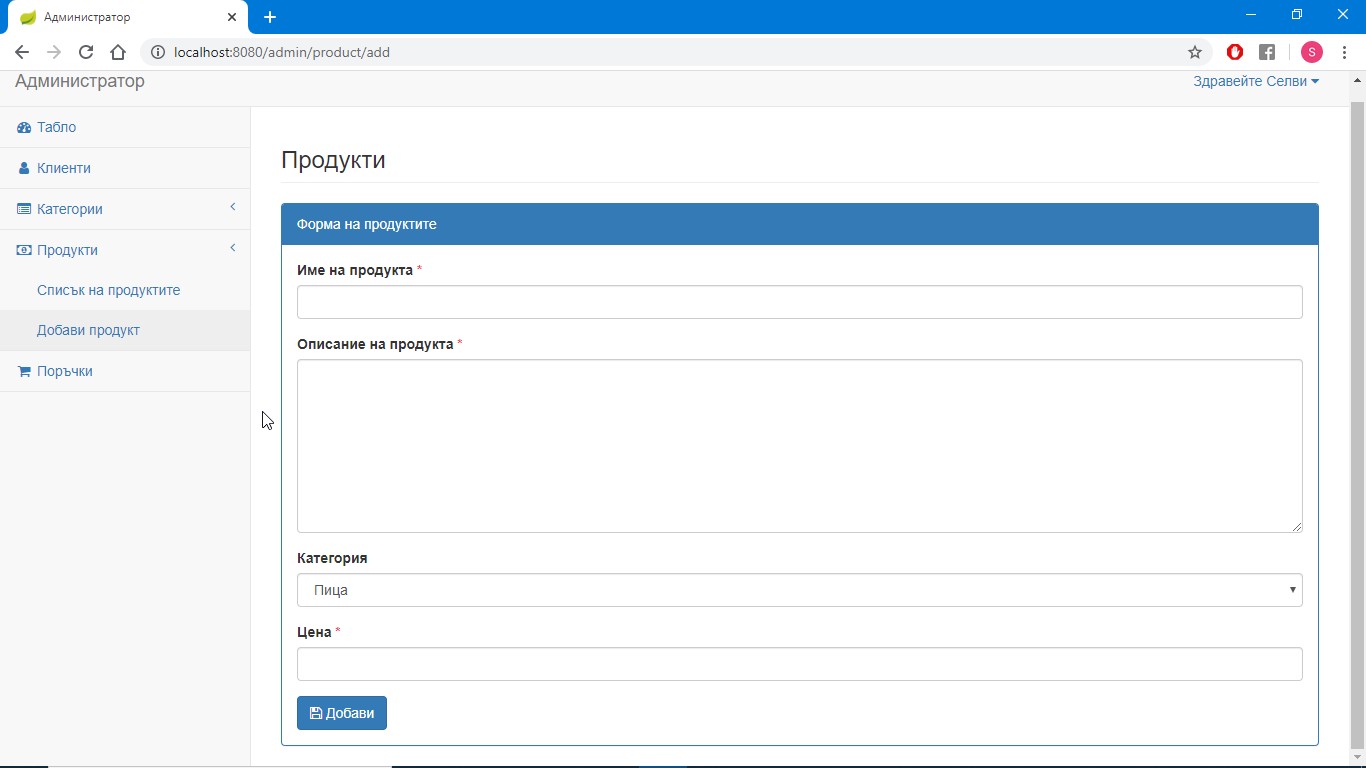 Администратор
localhost:8080/admin/product/add
S
Администратор
Здравейте Селви
Табло
Клиенти
Категории
Продукти
Списък на продуктите
Добави продукт
Поръчки
Продукти
Форма на продуктите
Име на продукта *
Описание на продукта *
Категория
Пица
Цена *
Добави